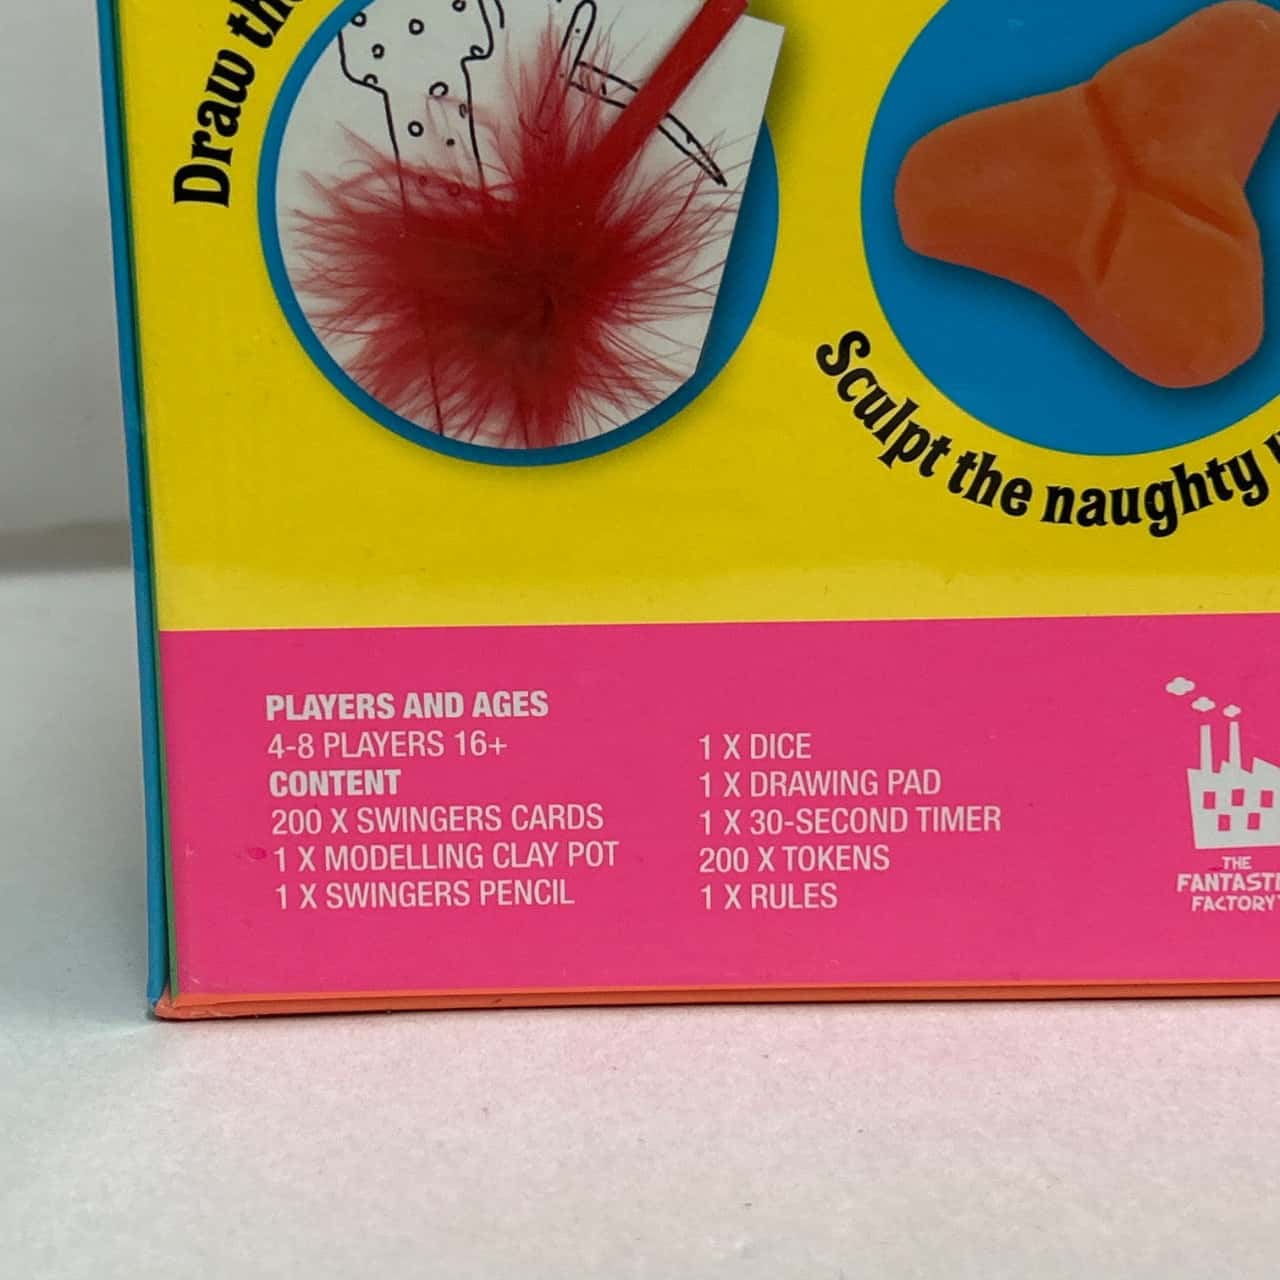 Draw
Sculpt the naughty
PLAYERS AND AGES
4-8 PLAYERS 16+
CONTENT
200 X SWINGERS CARDS
1 X MODELLING CLAY POT
1 X SWINGERS PENCIL
1 X DICE
1 X DRAWING PAD
1 X 30-SECOND TIMER
200 X TOKENS
1 X RULES
THE
FACTORY